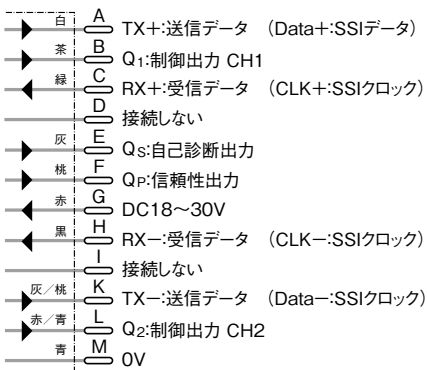 白 A TX+:送信データ （Data+:SSIデータ）
茶 B Q1:制御出力 CH1
緑 C RX+:受信データ （CLK+:SSIクロック）
D 接続しない
灰 E QS:自己診断出力
桃 F QP:信頼性出力
赤 G DC18～30V
黒 H RX−:受信データ （CLK−:SSIクロック）
I 接続しない
灰／桃 K TX−:送信データ （Data−:SSIクロック）
赤／青 L Q2:制御出力 CH2
青 M 0V